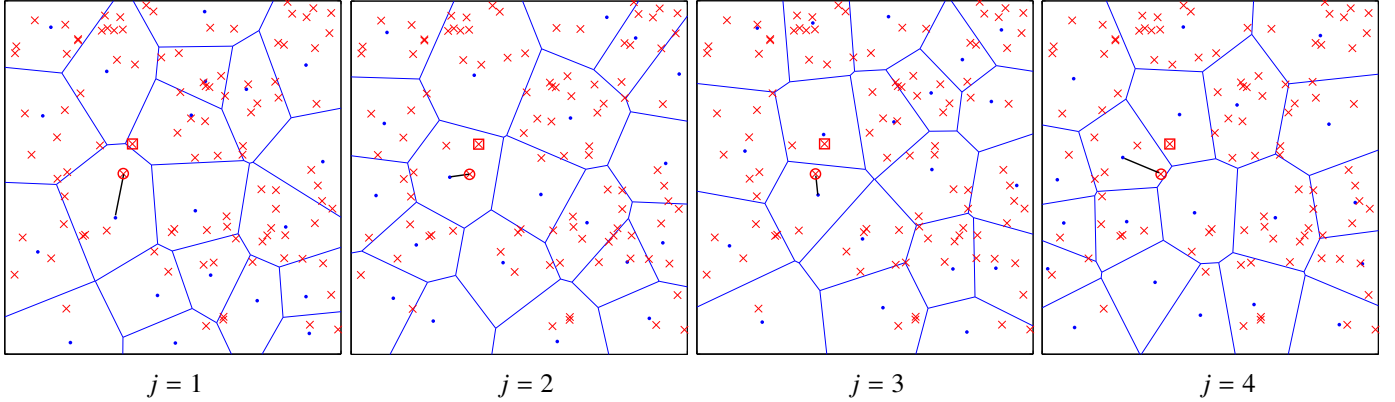 j = 1 j = 2 j = 3 j = 4